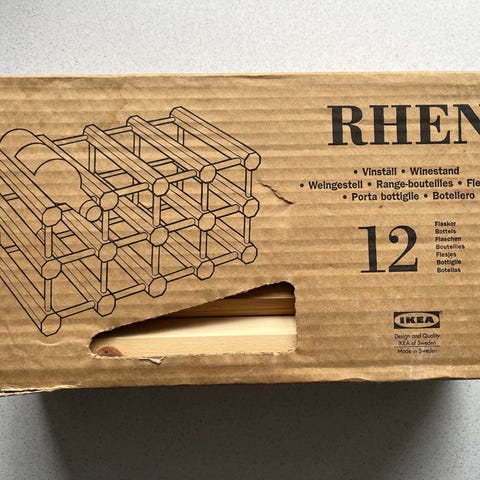 RHEN
• Vinställ • Winestand
• Weingestell • Range-bouteilles • Fle
• Porta bottiglie • Botellero
12
Flaskor
Bottels
Flaschen
Bouteilles
Flesjes
Bottiglie
Botellas
IKEA
Design and Quality
IKEA of Sweden
Made in Sweden